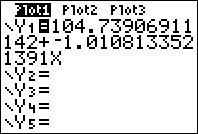 Plot1 Plot2 Plot3
\Y1=104.73906911
142+-1.010813352
1391X
\Y2=
\Y3=
\Y4=
\Y5=